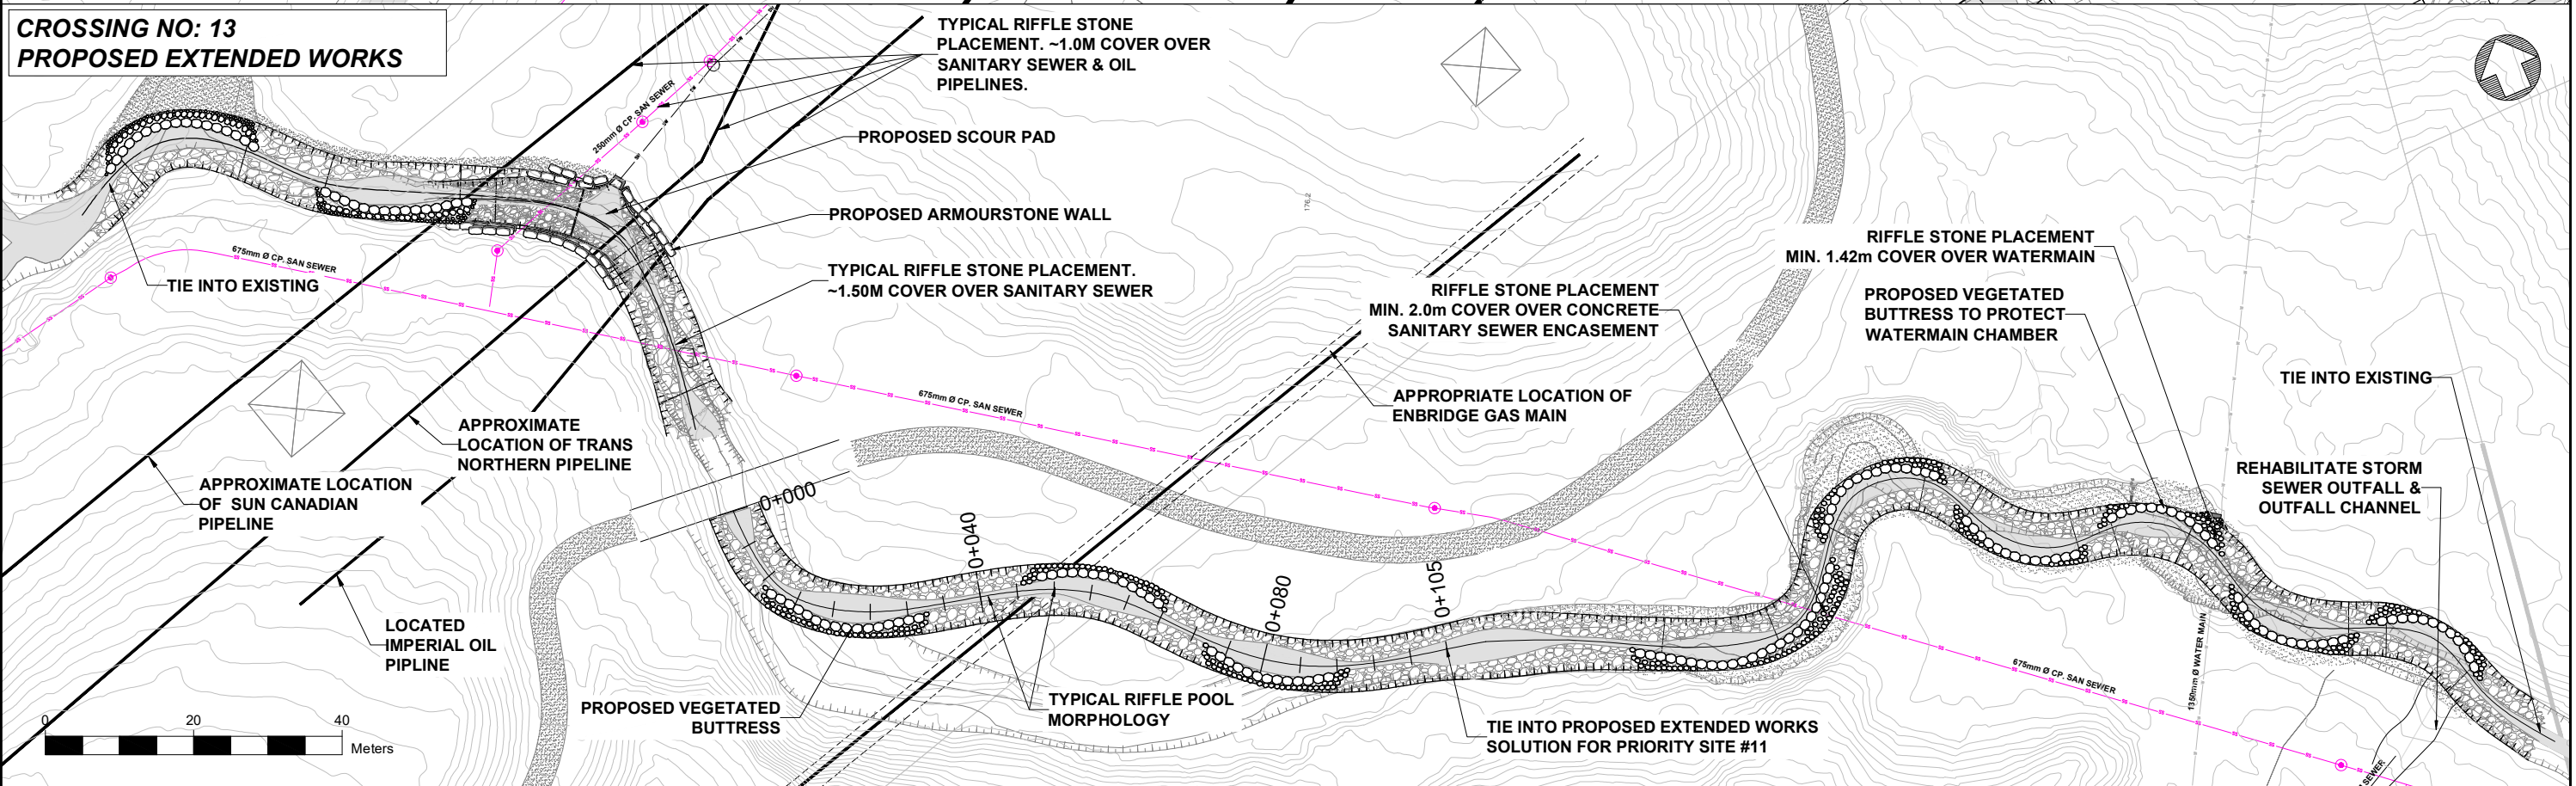 CROSSING NO: 13
PROPOSED EXTENDED WORKS
TYPICAL RIFFLE STONE
PLACEMENT. ~1.0M COVER OVER
SANITARY SEWER & OIL
PIPELINES.
250mm Ø CP. SAN SEWER
PROPOSED SCOUR PAD
PROPOSED ARMOURSTONE WALL
TYPICAL RIFFLE STONE PLACEMENT.
~1.50M COVER OVER SANITARY SEWER
675mm Ø CP. SAN SEWER
TIE INTO EXISTING
176.2
RIFFLE STONE PLACEMENT
MIN. 1.42m COVER OVER WATERMAIN
RIFFLE STONE PLACEMENT
MIN. 2.0m COVER OVER CONCRETE
SANITARY SEWER ENCASEMENT
PROPOSED VEGETATED
BUTTRESS TO PROTECT
WATERMAIN CHAMBER
TIE INTO EXISTING
675mm Ø CP. SAN SEWER
APPROPRIATE LOCATION OF
ENBRIDGE GAS MAIN
APPROXIMATE
LOCATION OF TRANS
NORTHERN PIPELINE
APPROXIMATE LOCATION
OF SUN CANADIAN
PIPELINE
REHABILITATE STORM
SEWER OUTFALL &
OUTFALL CHANNEL
0+000
0+040
0+080
0+105
LOCATED
IMPERIAL OIL
PIPLINE
675mm Ø CP. SAN SEWER
1350mm Ø WATER MAIN
PROPOSED VEGETATED
BUTTRESS
TYPICAL RIFFLE POOL
MORPHOLOGY
TIE INTO PROPOSED EXTENDED WORKS
SOLUTION FOR PRIORITY SITE #11
0 20 40
Meters
SEWER